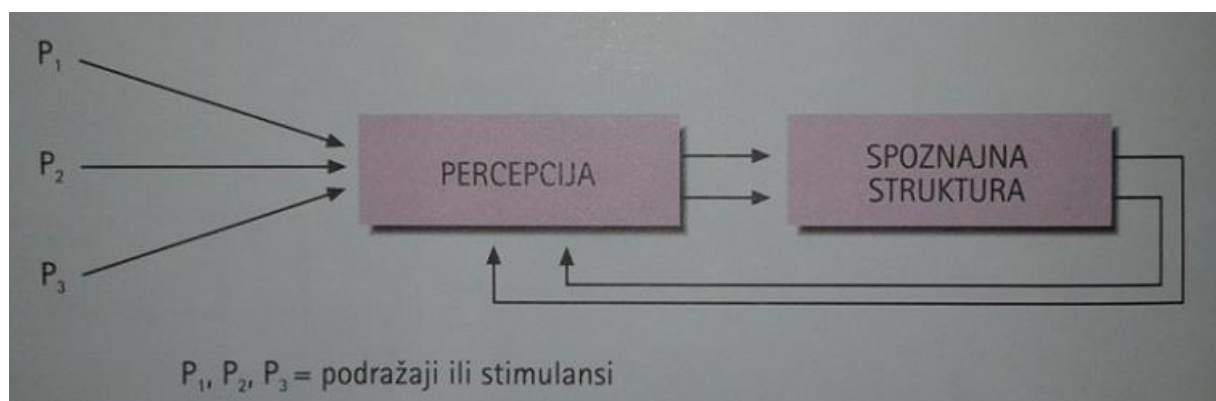 P₁
P₂
P₃
PERCEPCIJA
SPOZNAJNA
STRUKTURA
P₁, P₂, P₃ = podražaji ili stimulansi